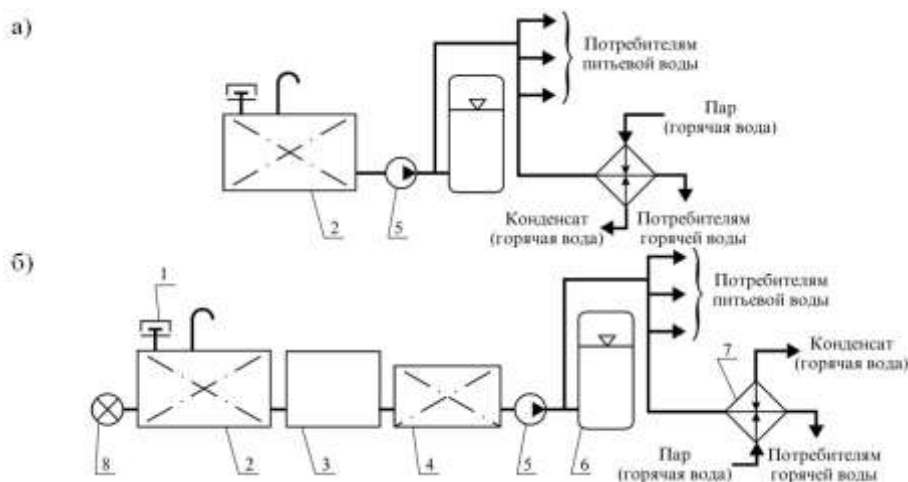 а)
Потребителям
питьевой воды
Пар
(горячая вода)
2
5
Конденсат
(горячая вода)
Потребителям
горячей воды
б)
1
Потребителям
питьевой воды
7
Конденсат
(горячая вода)
8
2
3
4
5
6
Пар
(горячая вода)
Потребителям
горячей воды